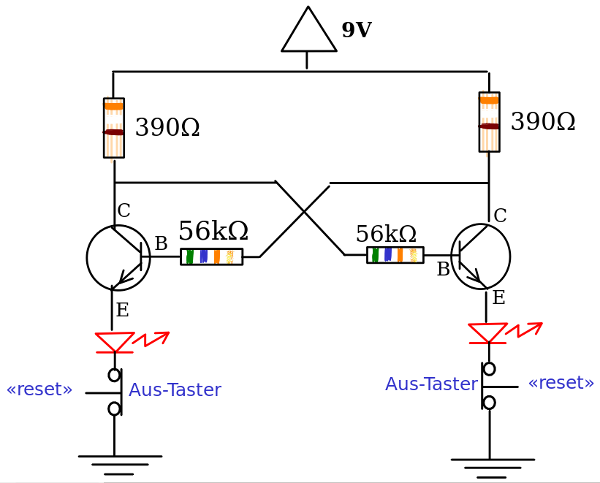 9V
390Ω
390Ω
C
C
56kΩ
56kΩ
B
B
E
E
«reset»
Aus-Taster
Aus-Taster
«reset»